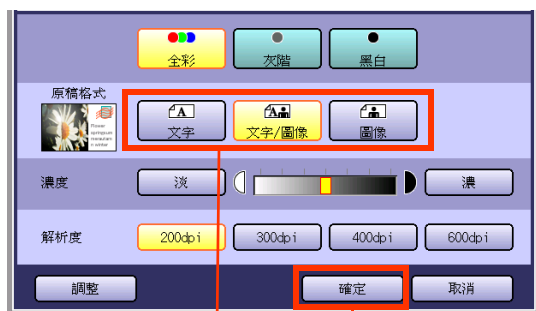 全彩 灰階 黑白
原稿格式
文字 文字/圖像 圖像
濃度 淡 濃
解析度 200dpi 300dpi 400dpi 600dpi
調整 確定 取消